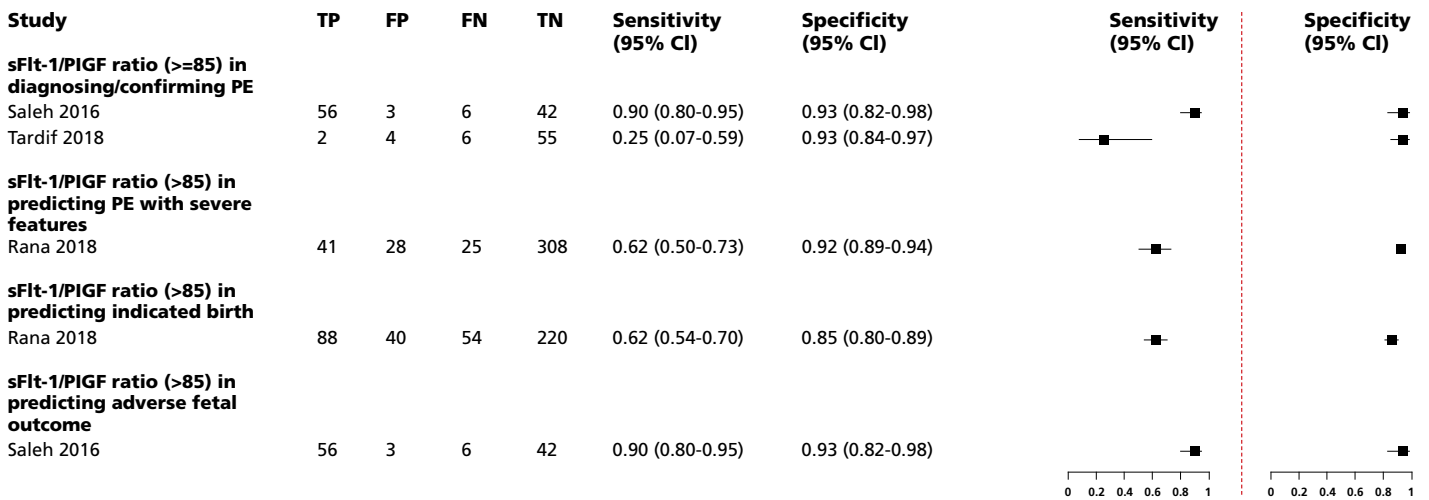 Study TP FP FN TN Sensitivity (95% CI) Specificity (95% CI) Sensitivity (95% CI) Specificity (95% CI)
sFlt-1/PIGF ratio (>=85) in
diagnosing/confirming PE
Saleh 2016 56 3 6 42 0.90 (0.80-0.95) 0.93 (0.82-0.98)
Tardif 2018 2 4 6 55 0.25 (0.07-0.59) 0.93 (0.84-0.97)
sFlt-1/PIGF ratio (>85) in
predicting PE with severe
features
Rana 2018 41 28 25 308 0.62 (0.50-0.73) 0.92 (0.89-0.94)
sFlt-1/PIGF ratio (>85) in
predicting indicated birth
Rana 2018 88 40 54 220 0.62 (0.54-0.70) 0.85 (0.80-0.89)
sFlt-1/PIGF ratio (>85) in
predicting adverse fetal
outcome
Saleh 2016 56 3 6 42 0.90 (0.80-0.95) 0.93 (0.82-0.98)
0 0.2 0.4 0.6 0.8 1 0 0.2 0.4 0.6 0.8 1